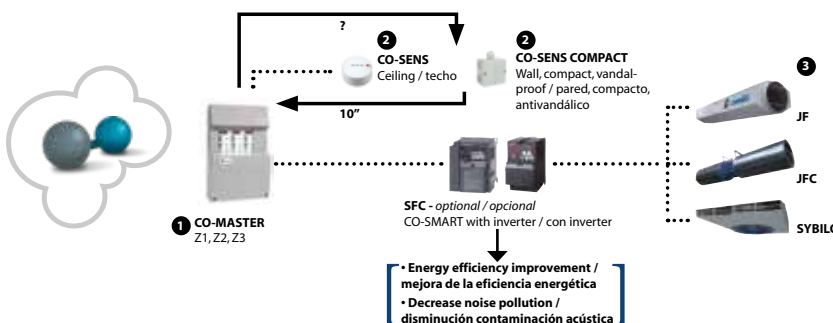 ?
2
CO-SENS
Ceiling / techo
2
CO-SENS COMPACT
Wall, compact, vandal-
proof / pared, compacto,
antivandálico
10”
3
JF
JFC
SYBILO
1 CO-MASTER
Z1, Z2, Z3
SFC - optional / opcional
CO-SMART with inverter / con inverter
• Energy efficiency improvement /
mejora de la eficiencia energética
• Decrease noise pollution /
disminución contaminación acústica